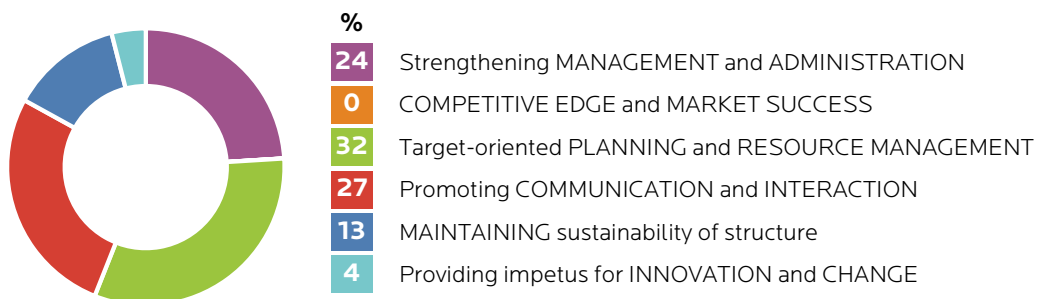 %
24 Strengthening MANAGEMENT and ADMINISTRATION
0 COMPETITIVE EDGE and MARKET SUCCESS
32 Target-oriented PLANNING and RESOURCE MANAGEMENT
27 Promoting COMMUNICATION and INTERACTION
13 MAINTAINING sustainability of structure
4 Providing impetus for INNOVATION and CHANGE